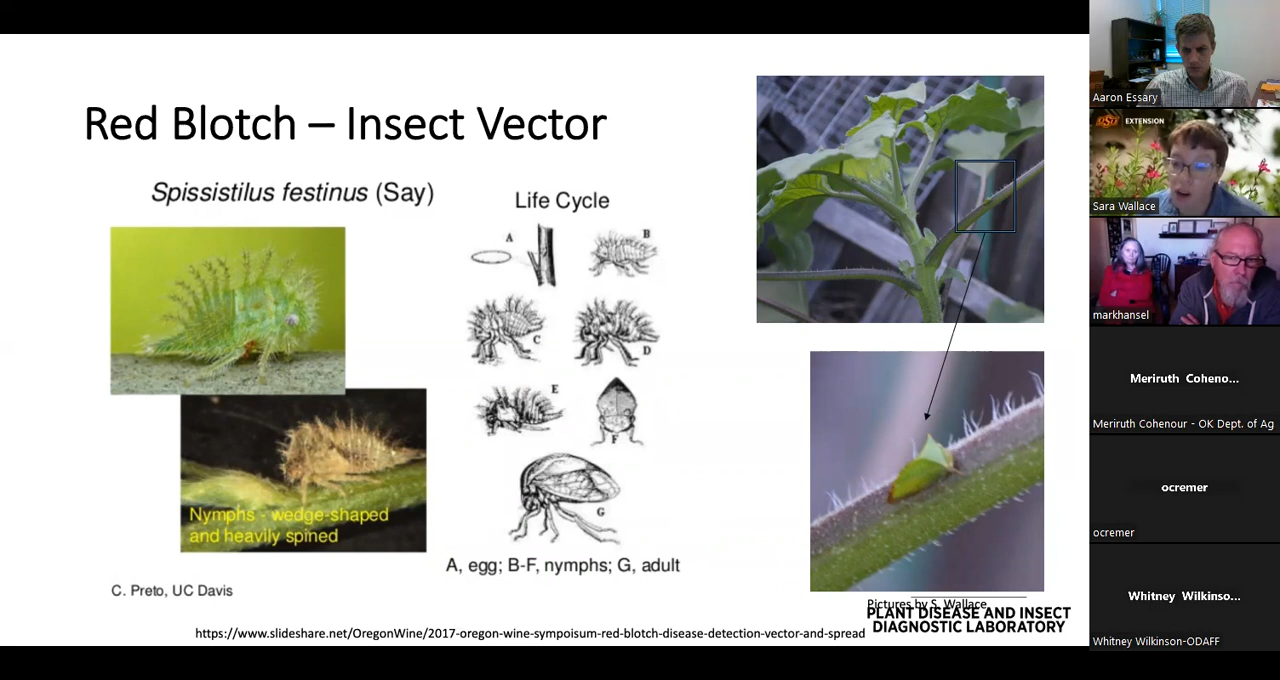 Red Blotch – Insect Vector
Spissistilus festinus (Say)
Life Cycle
A
B
C
D
E
F
G
Nymphs - wedge-shaped
and heavily spined
A, egg; B-F, nymphs; G, adult
C. Preto, UC Davis
https://www.slideshare.net/OregonWine/2017-oregon-wine-sympoisum-red-blotch-disease-detection-vector-and-spread
Pictures by S. Wallace
PLANT DISEASE AND INSECT
DIAGNOSTIC LABORATORY
Aaron Essary
EXTENSION
Sara Wallace
markhansel
Meriruth Coheno...
Meriruth Cohenour - OK Dept. of Ag
ocremer
ocremer
Whitney Wilkinso...
Whitney Wilkinson-ODAFF